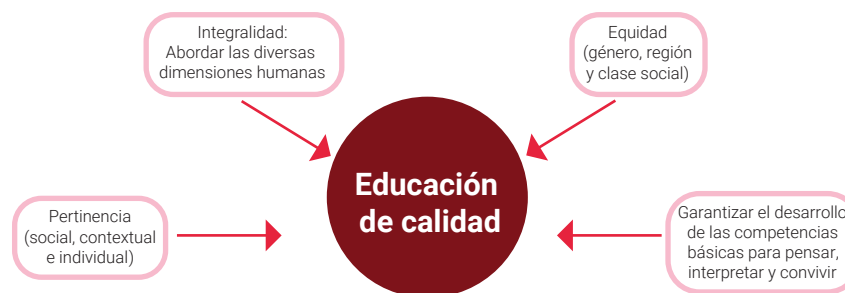 Integralidad:
Abordar las diversas
dimensiones humanas
Equidad
(género, región
y clase social)
Educación
de calidad
Pertinencia
(social, contextual
e individual)
Garantizar el desarrollo
de las competencias
básicas para pensar,
interpretar y convivir